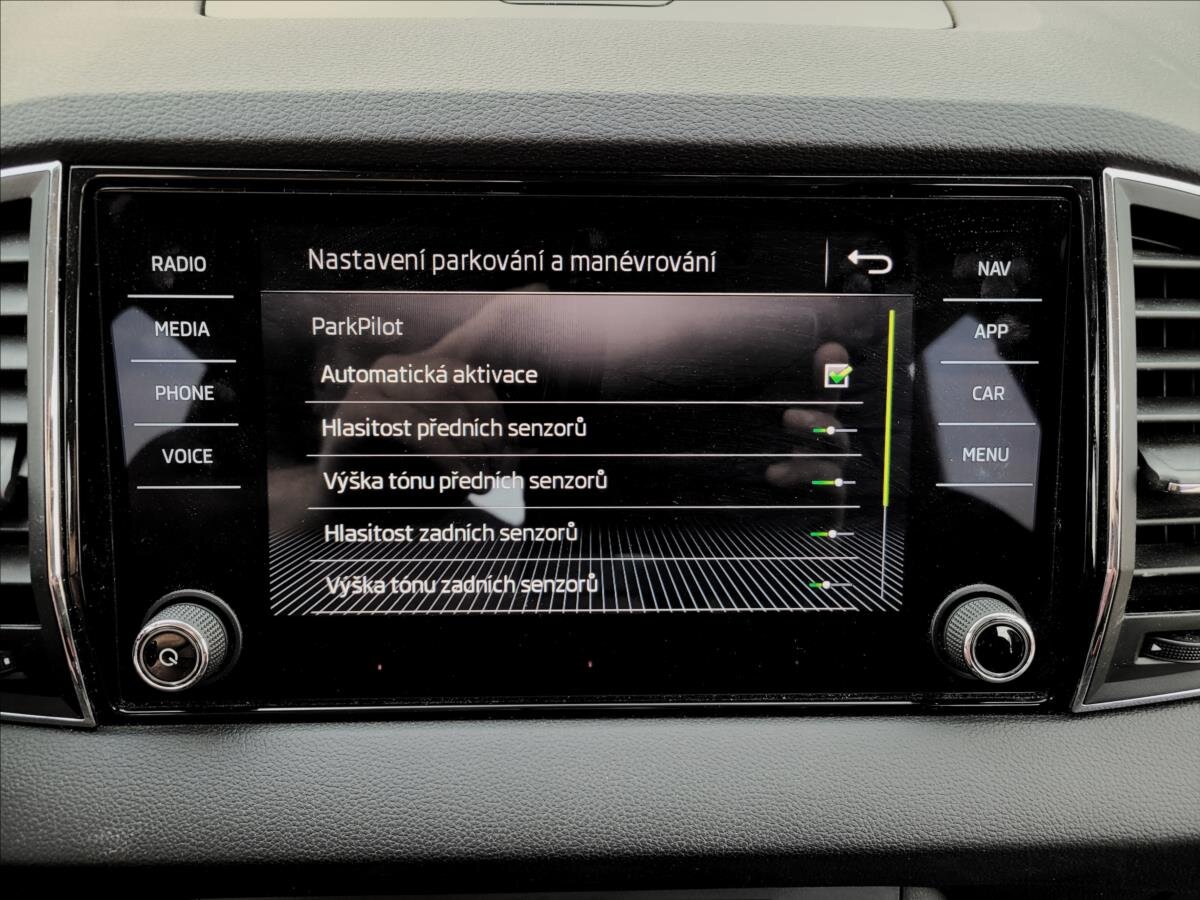 Nastavení parkování a manévrování
RADIO
MEDIA
PHONE
VOICE
ParkPilot
Automatická aktivace
Hlasitost předních senzorů
Výška tónu předních senzorů
Hlasitost zadních senzorů
Výška tónu zadních senzorů
NAV
APP
CAR
MENU